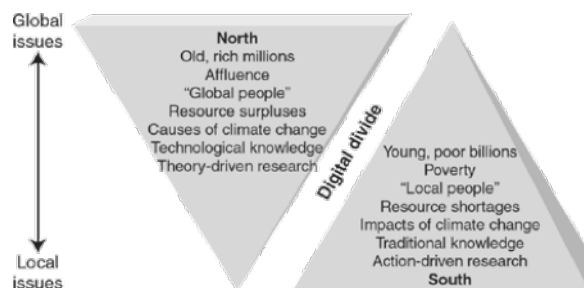 Global
issues
North
Old, rich millions
Affluence
“Global people”
Resource surpluses
Causes of climate change
Technological knowledge
Theory-driven research
Digital divide
Young, poor billions
Poverty
“Local people”
Resource shortages
Impacts of climate change
Traditional knowledge
Action-driven research
South
Local
issues